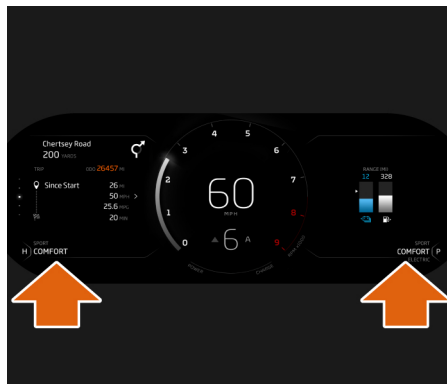 Chertsey Road
200 YARDS
TRIP ODO 26457 MI
Since Start 26 MI
50 MPH
25.6 MPG
20 MIN
SPORT
H COMFORT
0 1 2 3 4 5 6 7 8 9
60
MPH
6 A
POWER
CHARGE
RANGE (MI)
12 328
SPORT
COMFORT P
ELECTRIC